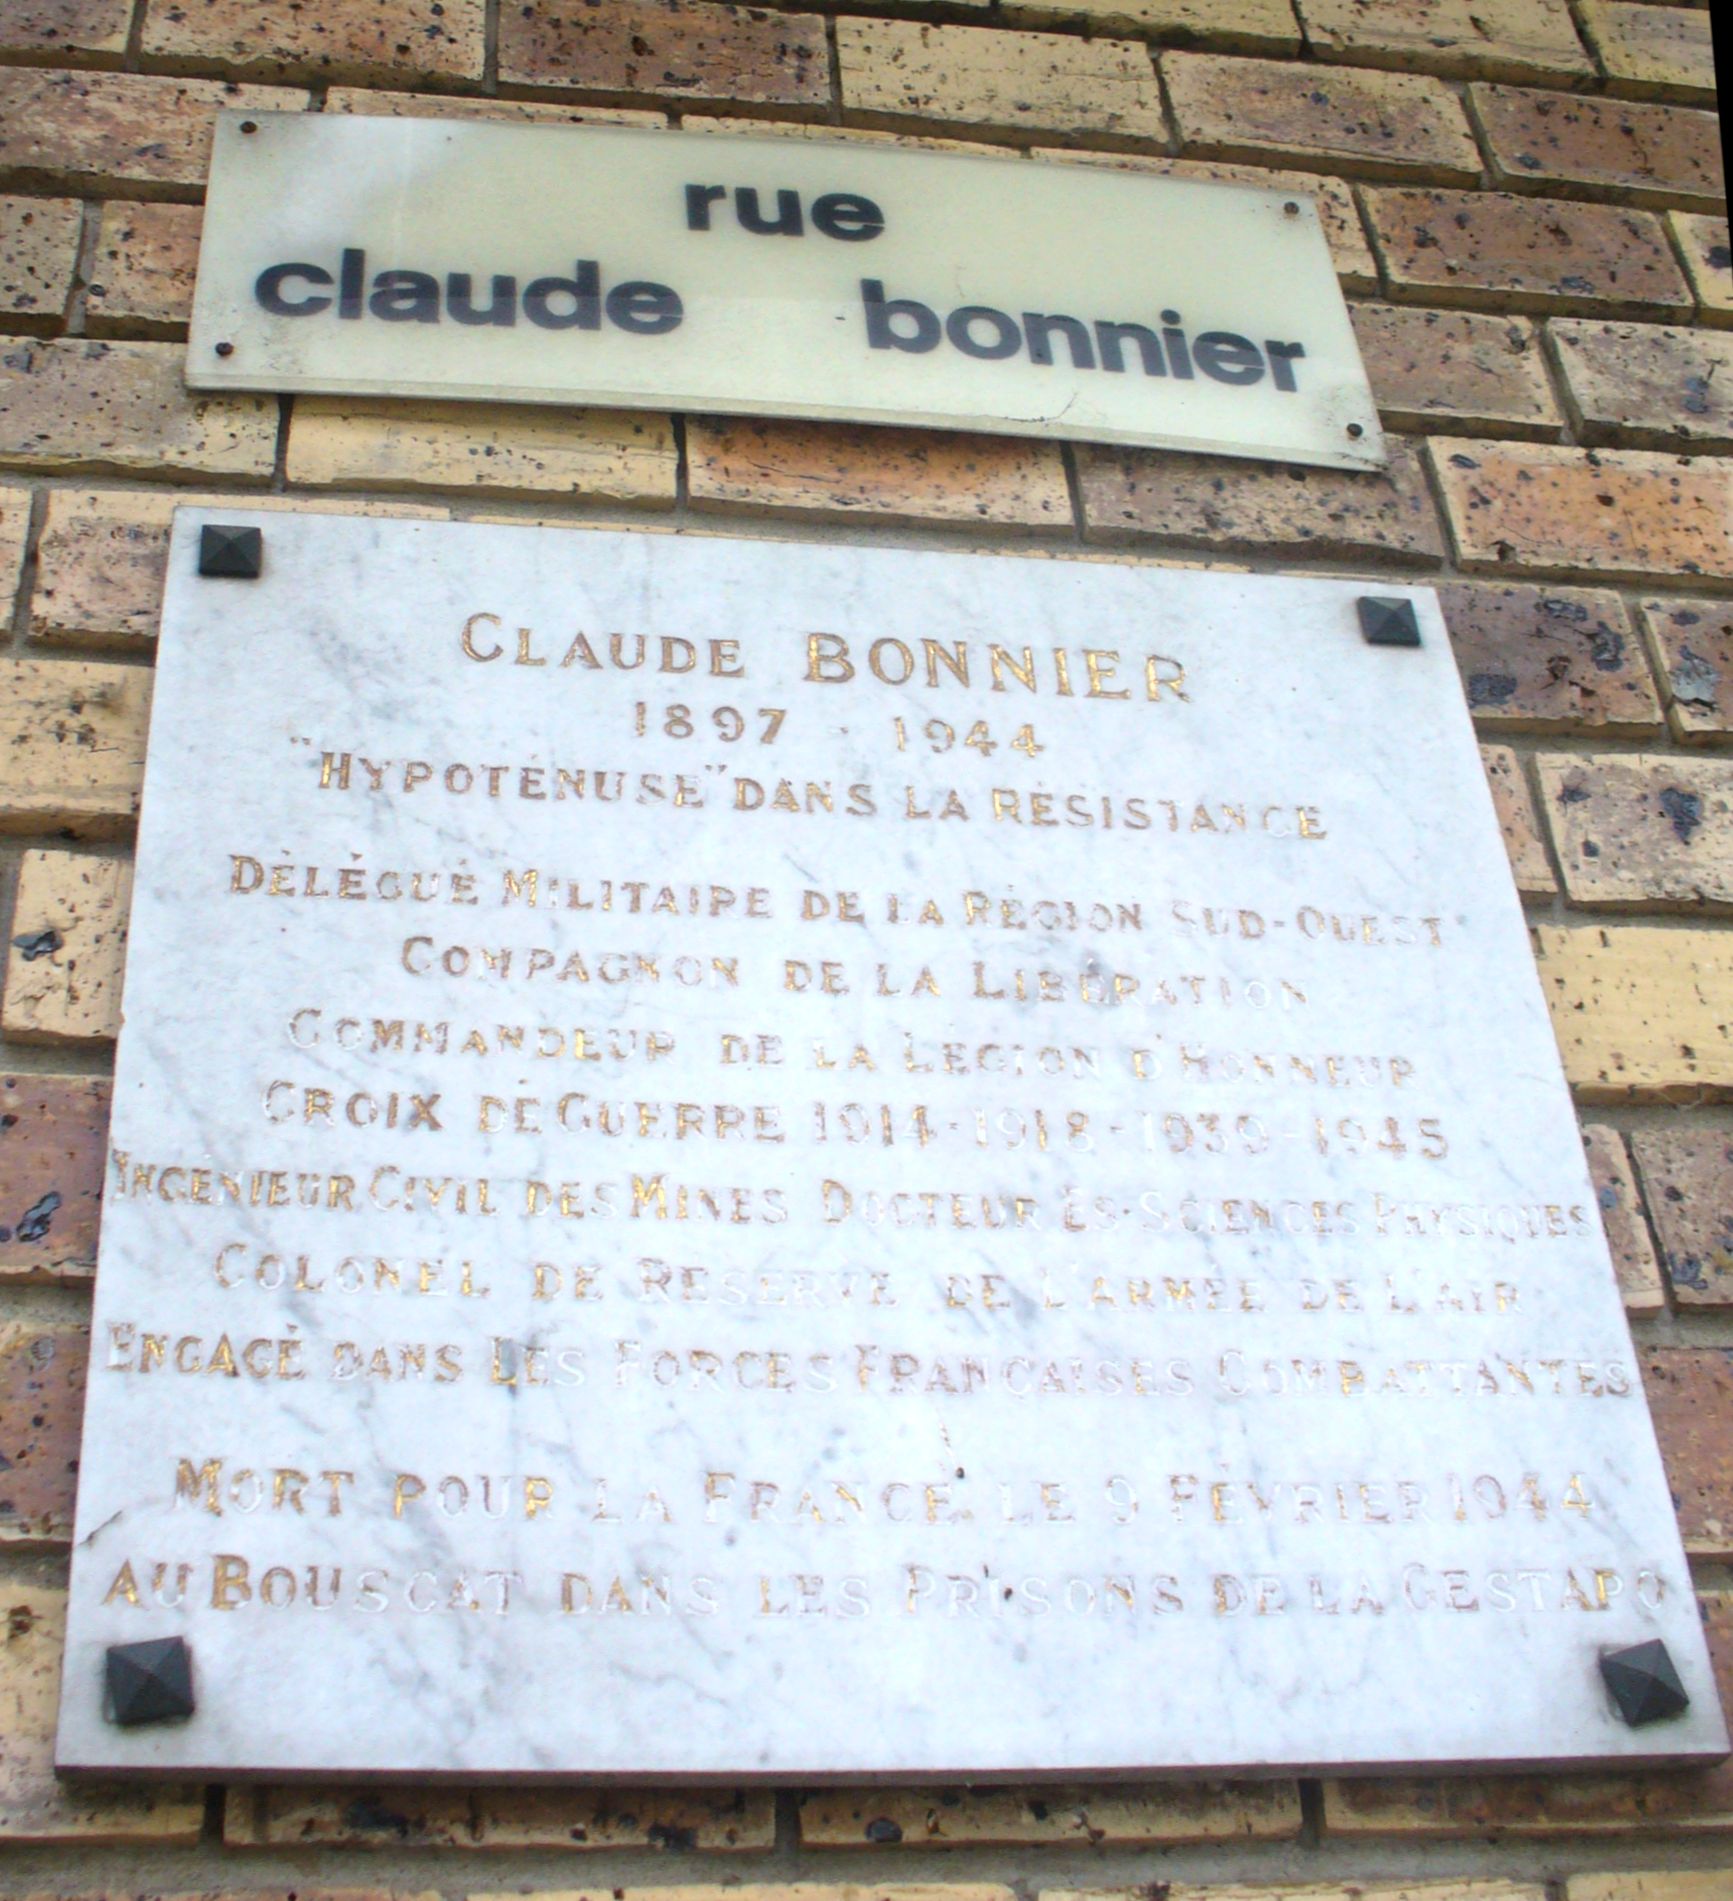 rue
claude bonnier
CLAUDE BONNIER
1897 - 1944
"HYPOTÉNUSE" DANS LA RÉSISTANCE
DÉLÉGUÉ MILITAIRE DE LA RÉGION SUD-OUEST
COMPAGNON DE LA LIBÉRATION
COMMANDEUR DE LA LÉGION D'HONNEUR
CROIX DE GUERRE 1914-1918-1939-1945
INGENIEUR CIVIL DES MINES DOCTEUR ÈS-SCIENCES PHYSIQUES
COLONEL DE RESERVE DE L'ARMÉE DE L'AIR
ENGAGÉ DANS LES FORCES FRANÇAISES COMBATTANTES
MORT POUR LA FRANCE LE 9 FÉVRIER 1944
AU BOUSCAT DANS LES PRISONS DE LA GESTAPO